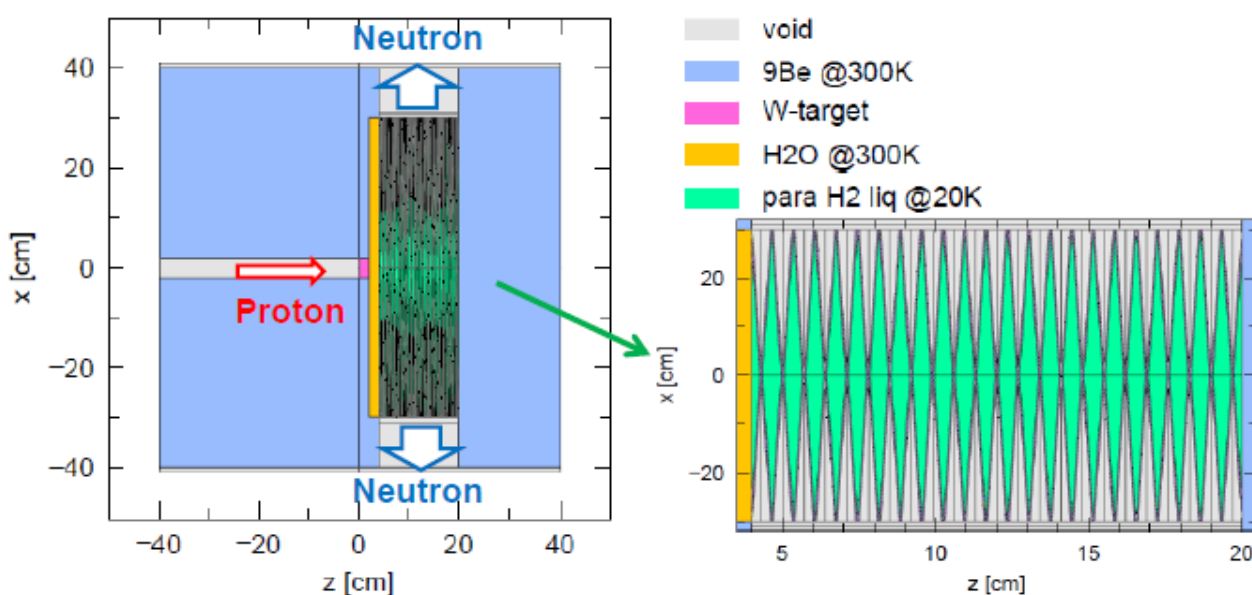 Neutron
40
20
0
−20
−40
x [cm]
Proton
Neutron
−40
−20
0
20
40
z [cm]
void
9Be @300K
W-target
H2O @300K
para H2 liq @20K
20
0
−20
x [cm]
5
10
15
20
z [cm]